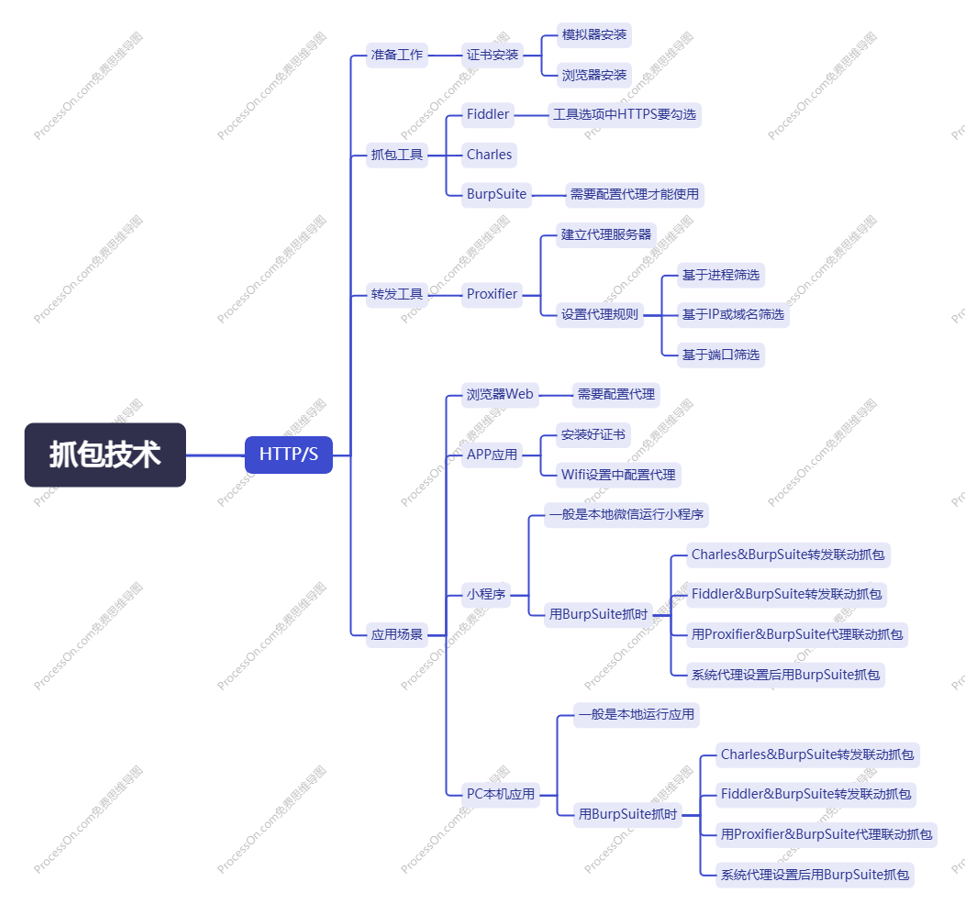 抓包技术
HTTP/S
准备工作
证书安装
模拟器安装
浏览器安装
抓包工具
Fiddler
工具选项中HTTPS要勾选
Charles
BurpSuite
需要配置代理才能使用
转发工具
Proxifier
建立代理服务器
设置代理规则
基于进程筛选
基于IP或域名筛选
基于端口筛选
应用场景
浏览器Web
需要配置代理
APP应用
安装好证书
Wifi设置中配置代理
小程序
一般是本地微信运行小程序
用BurpSuite抓时
Charles&BurpSuite转发联动抓包
Fiddler&BurpSuite转发联动抓包
用Proxifier&BurpSuite代理联动抓包
系统代理设置后用BurpSuite抓包
PC本机应用
一般是本地运行应用
用BurpSuite抓时
Charles&BurpSuite转发联动抓包
Fiddler&BurpSuite转发联动抓包
用Proxifier&BurpSuite代理联动抓包
系统代理设置后用BurpSuite抓包
ProcessOn.com免费思维导图